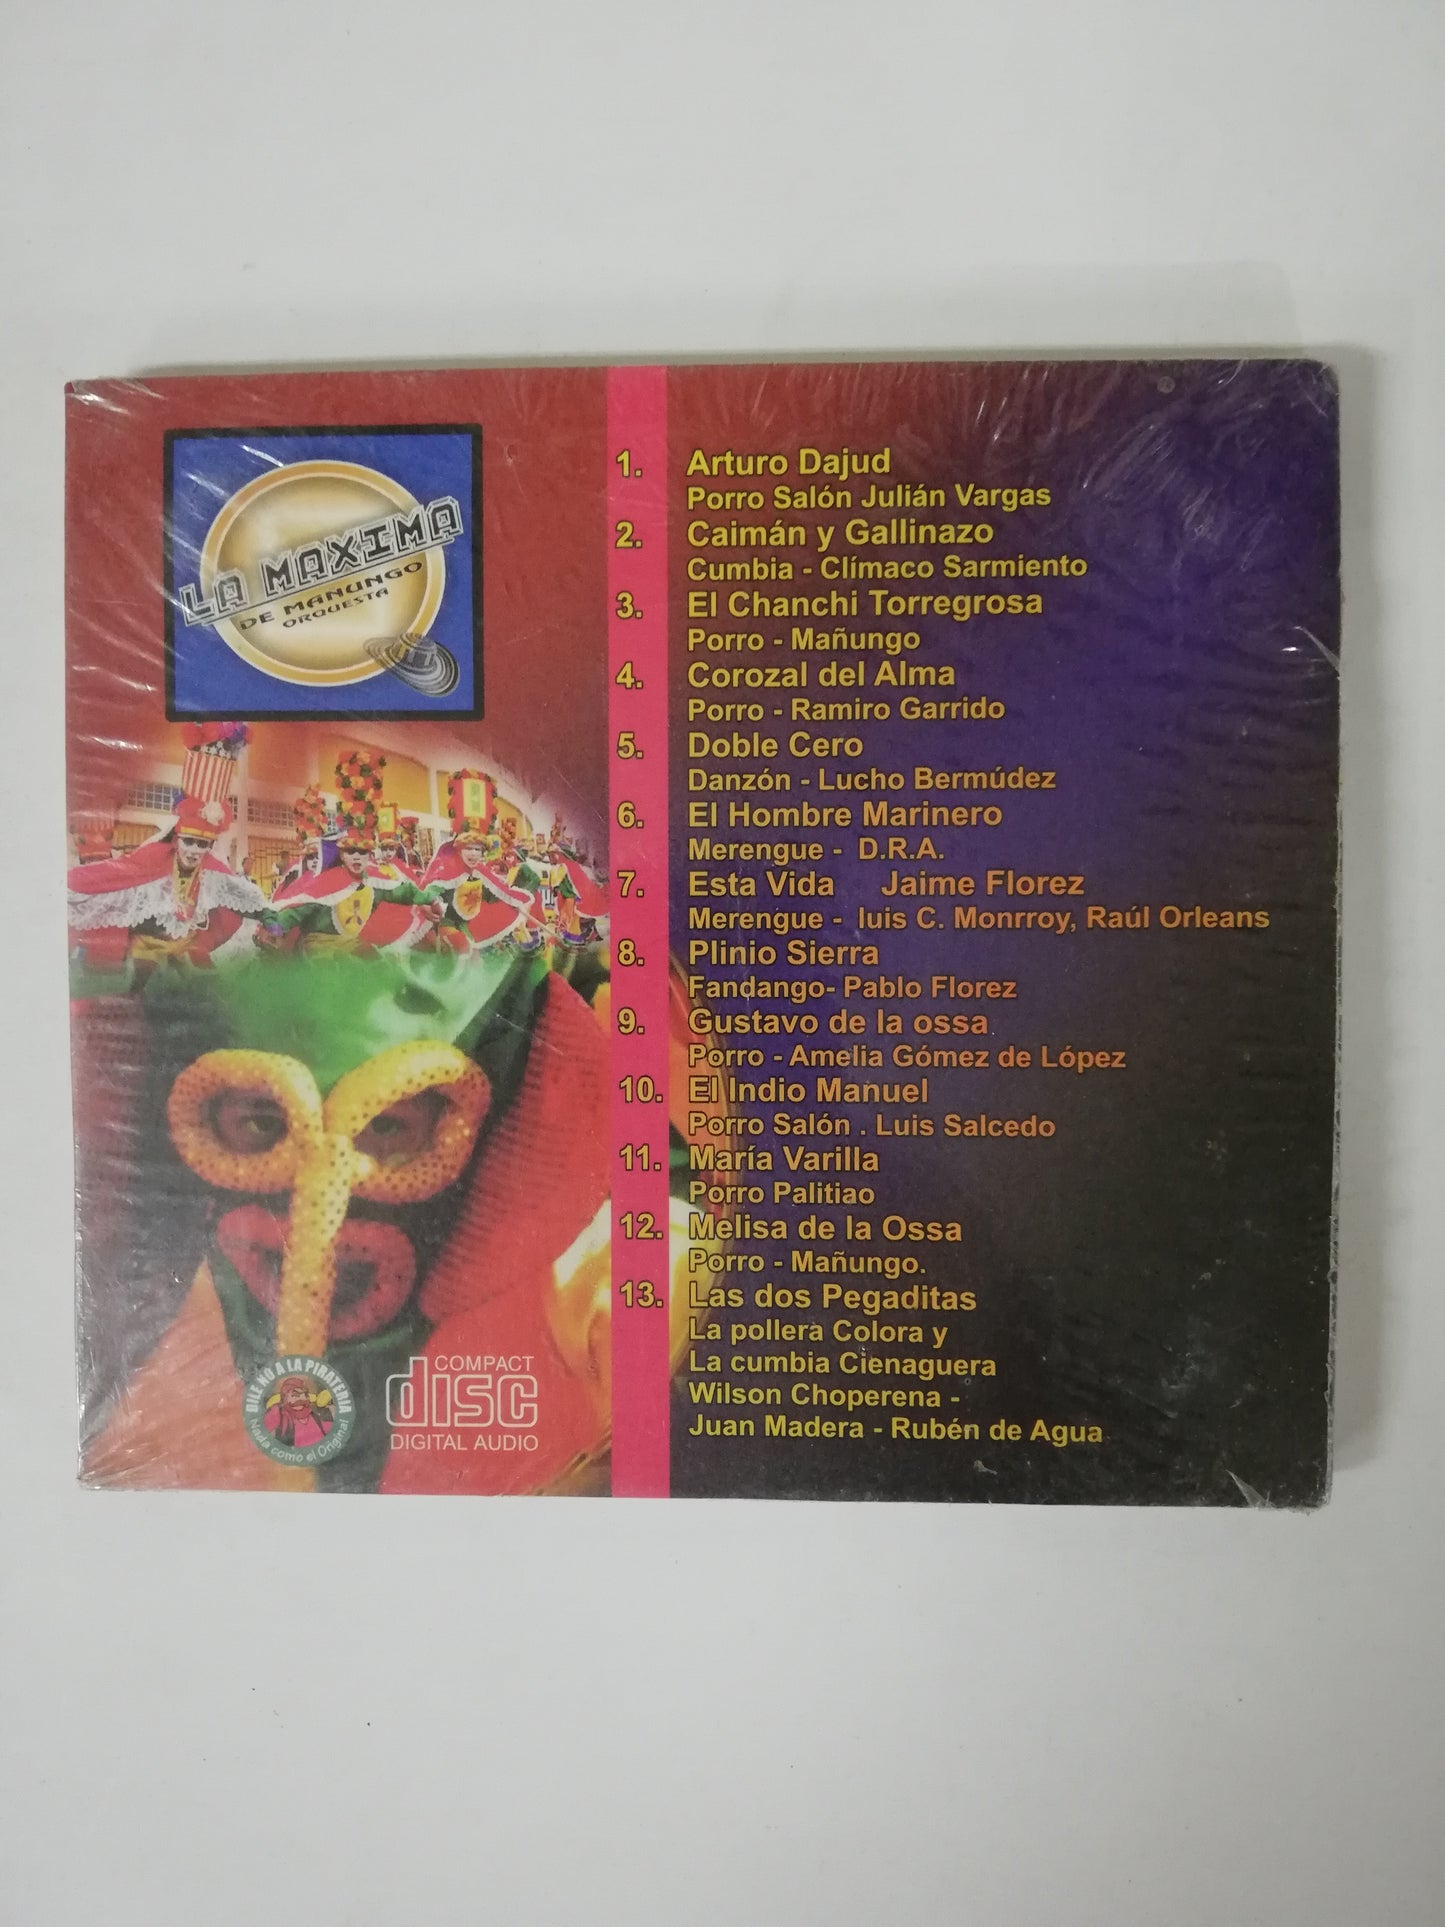 LA MAXIMA
DE MANUNGO
ORQUESTA
1. Arturo Dajud
Porro Salón Julián Vargas
2. Caimán y Gallinazo
Cumbia - Clímaco Sarmiento
3. El Chanchi Torregrosa
Porro - Mañungo
4. Corozal del Alma
Porro - Ramiro Garrido
5. Doble Cero
Danzón - Lucho Bermúdez
6. El Hombre Marinero
Merengue - D.R.A.
7. Esta Vida Jaime Florez
Merengue - luis C. Monrroy, Raúl Orleans
8. Plinio Sierra
Fandango- Pablo Florez
9. Gustavo de la ossa
Porro - Amelia Gómez de López
10. El Indio Manuel
Porro Salón . Luis Salcedo
11. María Varilla
Porro Palitiao
12. Melisa de la Ossa
Porro - Mañungo.
13. Las dos Pegaditas
La pollera Colora y
La cumbia Cienaguera
Wilson Choperena -
Juan Madera - Rubén de Agua
DILE NO A LA PIRATERIA
Nada como el Original
COMPACT
disc
DIGITAL AUDIO